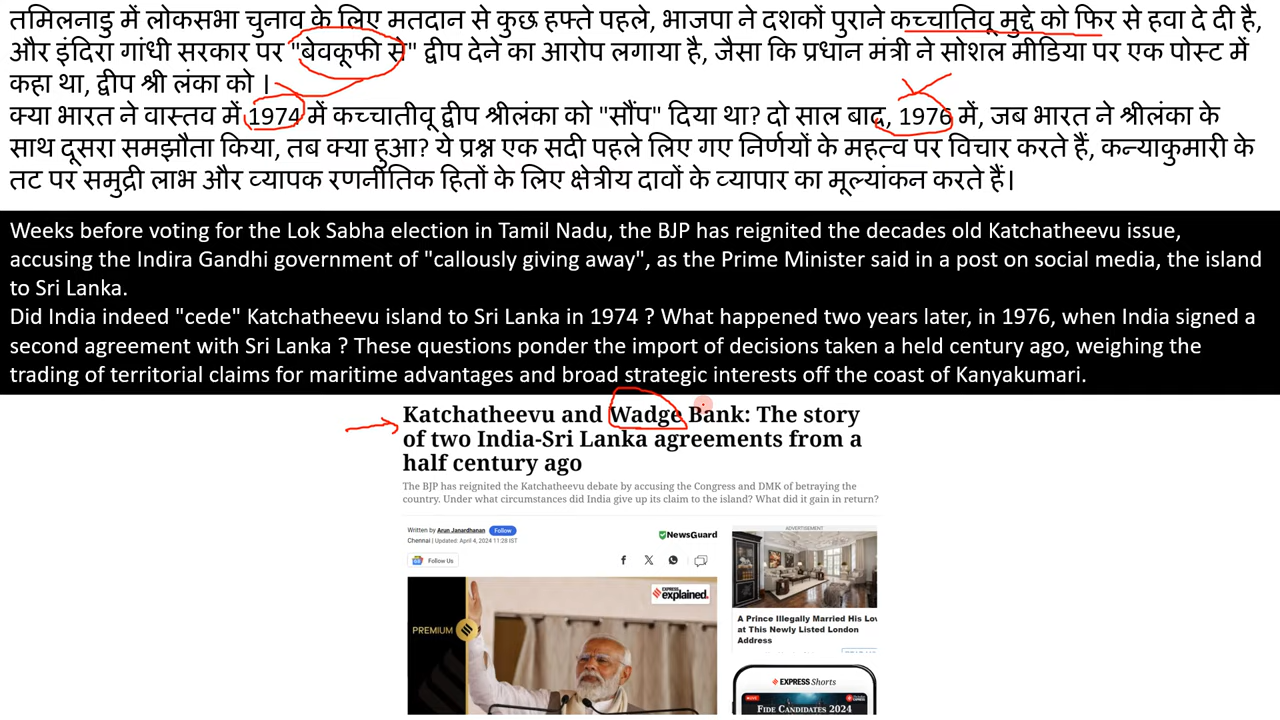 तमिलनाडु में लोकसभा चुनाव के लिए मतदान से कुछ हफ्ते पहले, भाजपा ने दशकों पुराने कच्चातिवू मुद्दे को फिर से हवा दे दी है,
और इंदिरा गांधी सरकार पर "बेवकूफी से" द्वीप देने का आरोप लगाया है, जैसा कि प्रधान मंत्री ने सोशल मीडिया पर एक पोस्ट में
कहा था, द्वीप श्री लंका को ।
क्या भारत ने वास्तव में 1974 में कच्चातीवू द्वीप श्रीलंका को "सौंप" दिया था? दो साल बाद, 1976 में, जब भारत ने श्रीलंका के
साथ दूसरा समझौता किया, तब क्या हुआ? ये प्रश्न एक सदी पहले लिए गए निर्णयों के महत्व पर विचार करते हैं, कन्याकुमारी के
तट पर समुद्री लाभ और व्यापक रणनीतिक हितों के लिए क्षेत्रीय दावों के व्यापार का मूल्यांकन करते हैं।
Weeks before voting for the Lok Sabha election in Tamil Nadu, the BJP has reignited the decades old Katchatheevu issue,
accusing the Indira Gandhi government of "callously giving away", as the Prime Minister said in a post on social media, the island
to Sri Lanka.
Did India indeed "cede" Katchatheevu island to Sri Lanka in 1974 ? What happened two years later, in 1976, when India signed a
second agreement with Sri Lanka ? These questions ponder the import of decisions taken a held century ago, weighing the
trading of territorial claims for maritime advantages and broad strategic interests off the coast of Kanyakumari.
Katchatheevu and Wadge Bank: The story
of two India-Sri Lanka agreements from a
half century ago
The BJP has reignited the Katchatheevu debate by accusing the Congress and DMK of betraying the
country. Under what circumstances did India give up its claim to the island? What did it gain in return?
Written by Arun Janardhanan Follow
Chennai | Updated: April 4, 2024 11:28 IST
NewsGuard
Follow Us
ADVERTISEMENT
EXPRESS explained.
PREMIUM
A Prince Illegally Married His Lov
at This Newly Listed London
Address
EXPRESS Shorts
FIDE CANDIDATES 2024